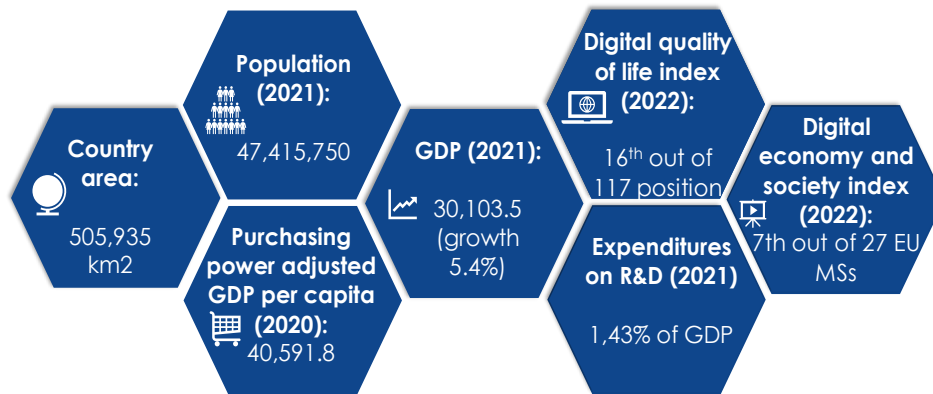 Country
area:
505,935
km2
Population
(2021):
47,415,750
Purchasing
power adjusted
GDP per capita
(2020):
40,591.8
GDP (2021):
30,103.5
(growth
5.4%)
Digital quality
of life index
(2022):
16th out of
117 position
Expenditures
on R&D (2021)
1,43% of GDP
Digital
economy and
society index
(2022):
7th out of 27 EU
MSs